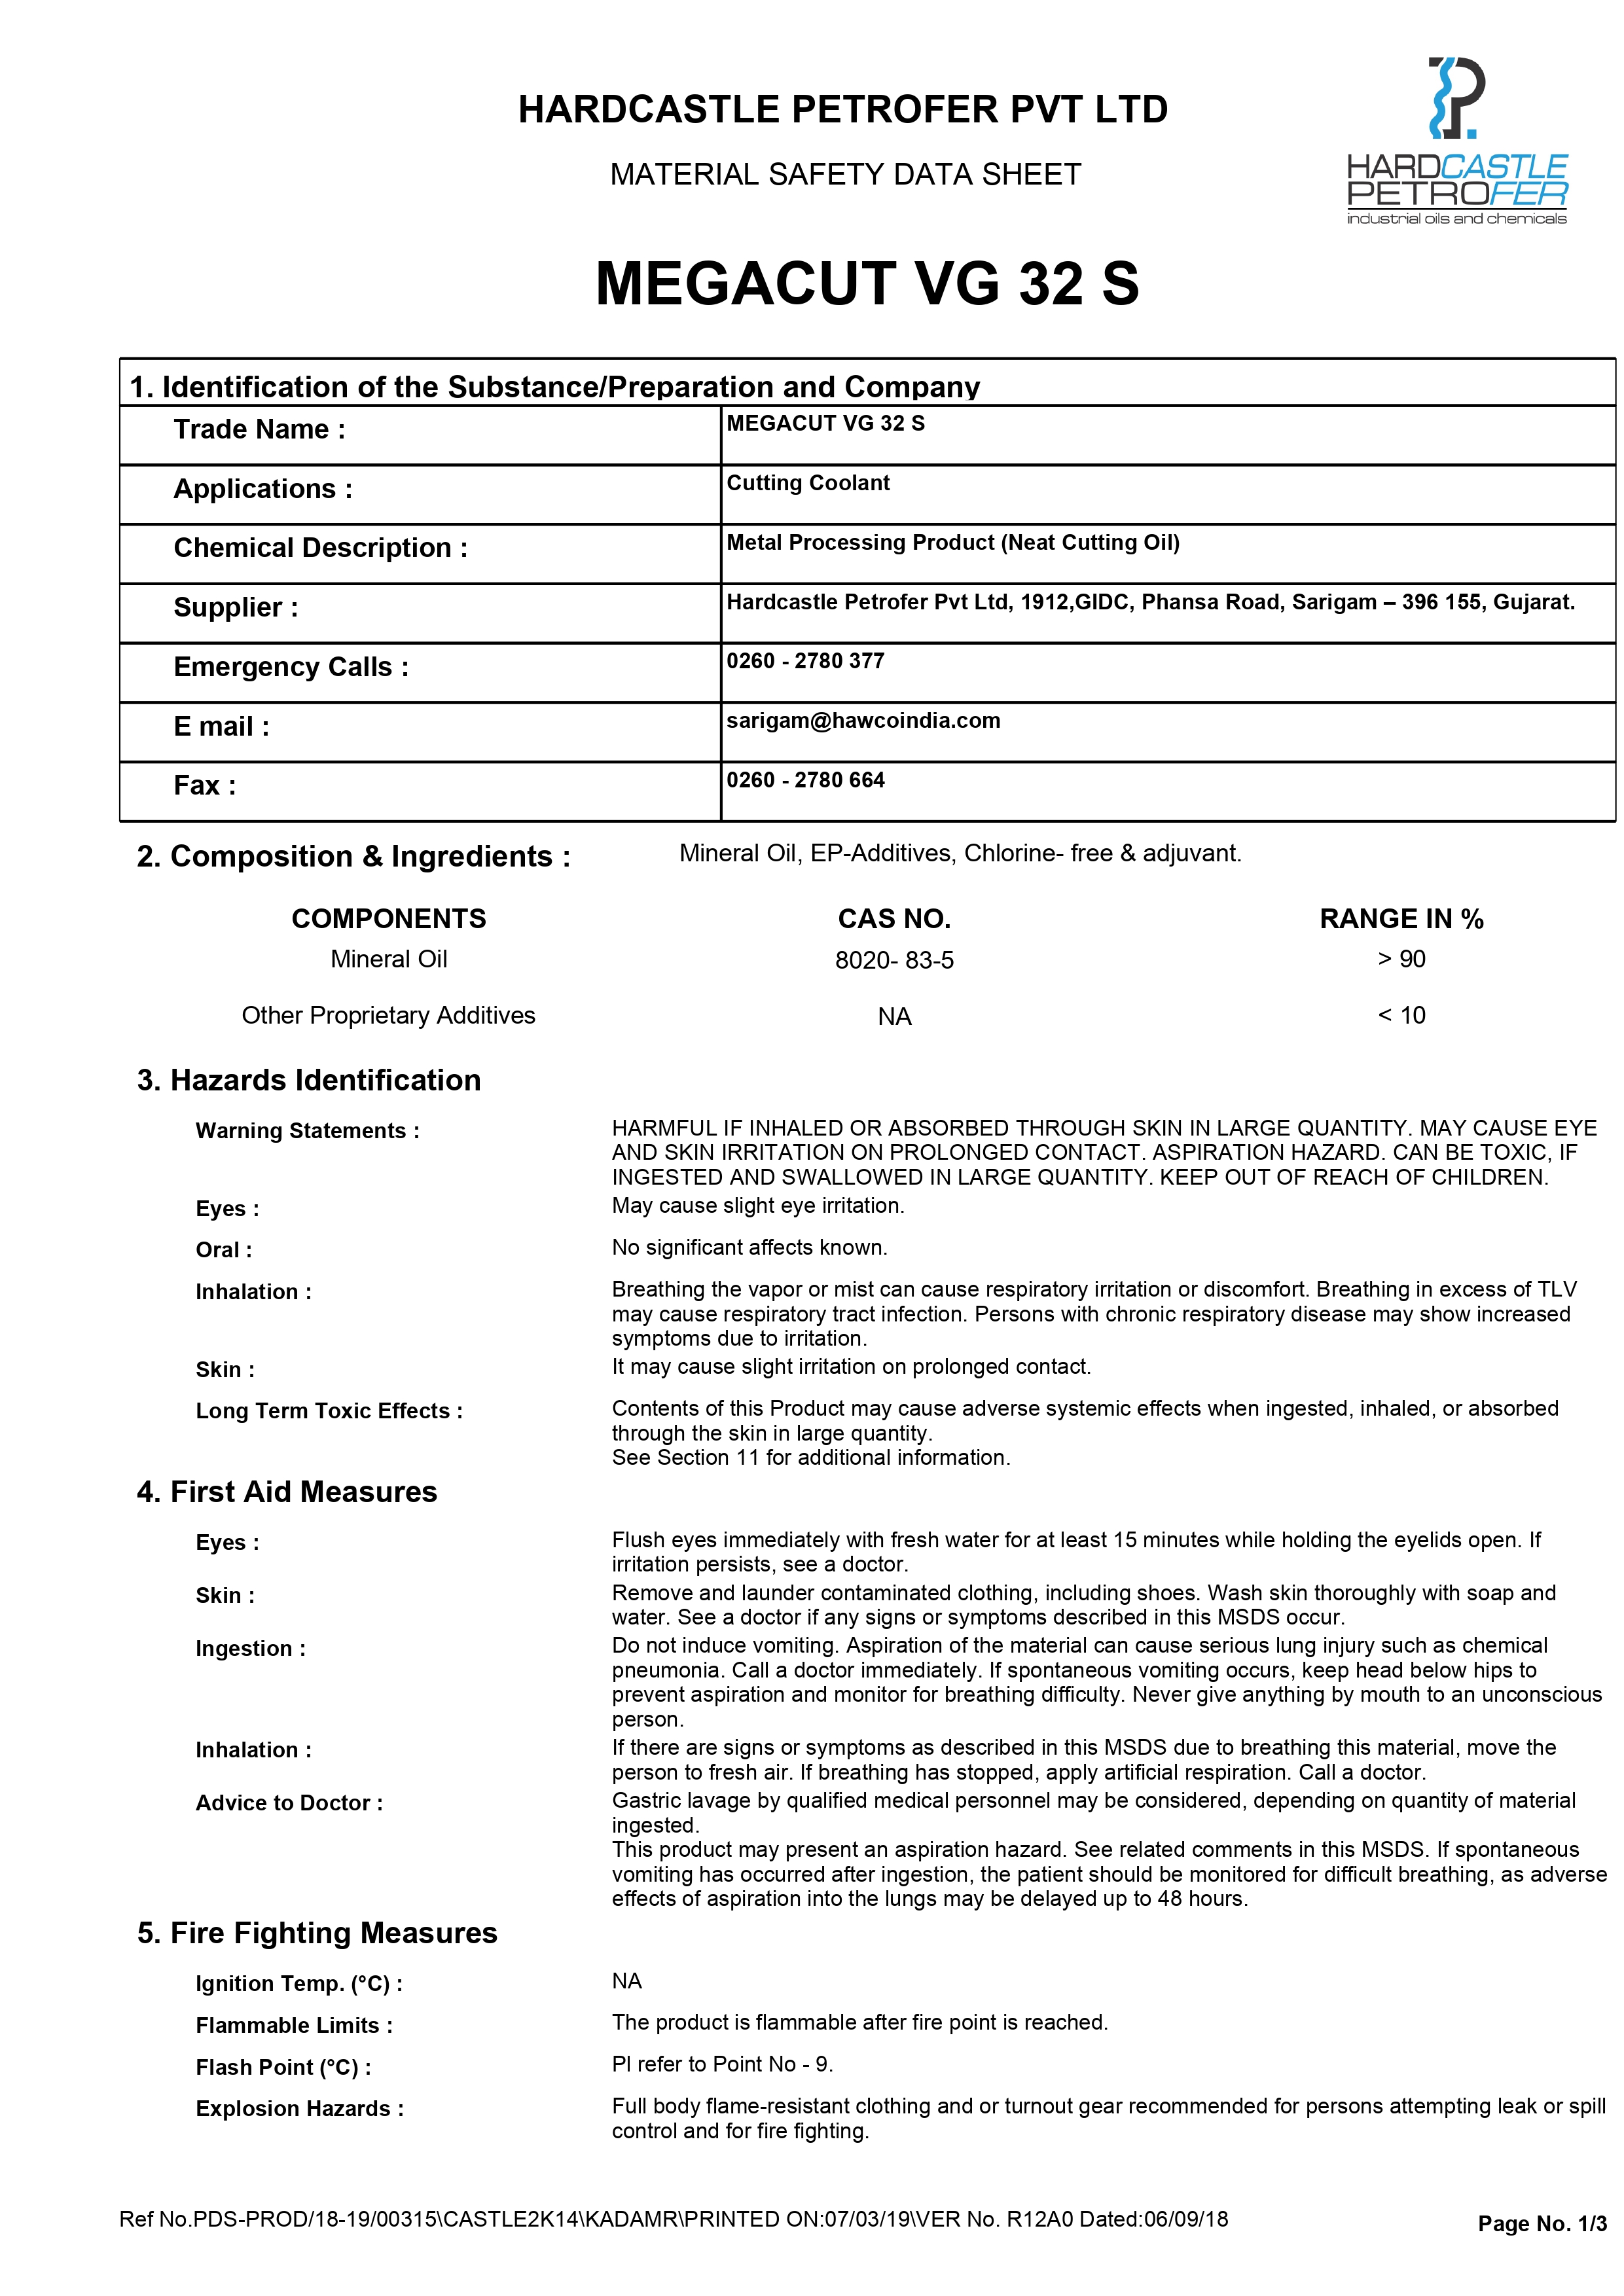 HARDCASTLE PETROFER PVT LTD
MATERIAL SAFETY DATA SHEET
HARDCASTLE
PETROFER
industrial oils and chemicals
MEGACUT VG 32 S
1. Identification of the Substance/Preparation and Company
Trade Name : MEGACUT VG 32 S
Applications : Cutting Coolant
Chemical Description : Metal Processing Product (Neat Cutting Oil)
Supplier : Hardcastle Petrofer Pvt Ltd, 1912,GIDC, Phansa Road, Sarigam – 396 155, Gujarat.
Emergency Calls : 0260 - 2780 377
E mail : sarigam@hawcoindia.com
Fax : 0260 - 2780 664
2. Composition & Ingredients : Mineral Oil, EP-Additives, Chlorine- free & adjuvant.
COMPONENTS CAS NO. RANGE IN %
Mineral Oil 8020- 83-5 > 90
Other Proprietary Additives NA < 10
3. Hazards Identification
Warning Statements : HARMFUL IF INHALED OR ABSORBED THROUGH SKIN IN LARGE QUANTITY. MAY CAUSE EYE
AND SKIN IRRITATION ON PROLONGED CONTACT. ASPIRATION HAZARD. CAN BE TOXIC, IF
INGESTED AND SWALLOWED IN LARGE QUANTITY. KEEP OUT OF REACH OF CHILDREN.
Eyes : May cause slight eye irritation.
Oral : No significant affects known.
Inhalation : Breathing the vapor or mist can cause respiratory irritation or discomfort. Breathing in excess of TLV
may cause respiratory tract infection. Persons with chronic respiratory disease may show increased
symptoms due to irritation.
Skin : It may cause slight irritation on prolonged contact.
Long Term Toxic Effects : Contents of this Product may cause adverse systemic effects when ingested, inhaled, or absorbed
through the skin in large quantity.
See Section 11 for additional information.
4. First Aid Measures
Eyes : Flush eyes immediately with fresh water for at least 15 minutes while holding the eyelids open. If
irritation persists, see a doctor.
Skin : Remove and launder contaminated clothing, including shoes. Wash skin thoroughly with soap and
water. See a doctor if any signs or symptoms described in this MSDS occur.
Ingestion : Do not induce vomiting. Aspiration of the material can cause serious lung injury such as chemical
pneumonia. Call a doctor immediately. If spontaneous vomiting occurs, keep head below hips to
prevent aspiration and monitor for breathing difficulty. Never give anything by mouth to an unconscious
person.
Inhalation : If there are signs or symptoms as described in this MSDS due to breathing this material, move the
person to fresh air. If breathing has stopped, apply artificial respiration. Call a doctor.
Advice to Doctor : Gastric lavage by qualified medical personnel may be considered, depending on quantity of material
ingested.
This product may present an aspiration hazard. See related comments in this MSDS. If spontaneous
vomiting has occurred after ingestion, the patient should be monitored for difficult breathing, as adverse
effects of aspiration into the lungs may be delayed up to 48 hours.
5. Fire Fighting Measures
Ignition Temp. (°C) : NA
Flammable Limits : The product is flammable after fire point is reached.
Flash Point (°C) : Pl refer to Point No - 9.
Explosion Hazards : Full body flame-resistant clothing and or turnout gear recommended for persons attempting leak or spill
control and for fire fighting.
Ref No.PDS-PROD/18-19/00315\CASTLE2K14\KADAMR\PRINTED ON:07/03/19\VER No. R12A0 Dated:06/09/18
Page No. 1/3